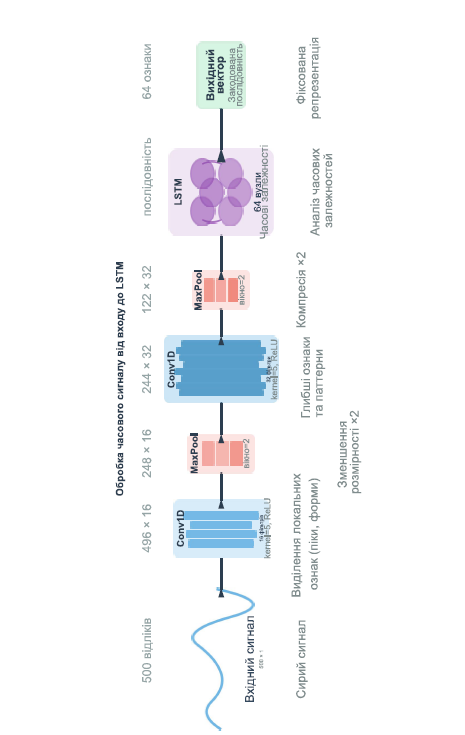 Обробка часового сигналу від входу до LSTM
500 відліків
496 × 16
248 × 16
244 × 32
122 × 32
послідовність
64 ознаки
Вхідний сигнал
500 × 1
Conv1D
kernel=5, ReLU
MaxPool
вікно=2
Conv1D
kernel=5, ReLU
MaxPool
вікно=2
LSTM
64 вузли
Часові залежності
Вихідний
вектор
Закодована
послідовність
Сирий сигнал
Виділення локальних
ознак (піки, форми)
Зменшення
розмірності ×2
Глибші ознаки
та паттерни
Компресія ×2
Аналіз часових
залежностей
Фіксована
репрезентація